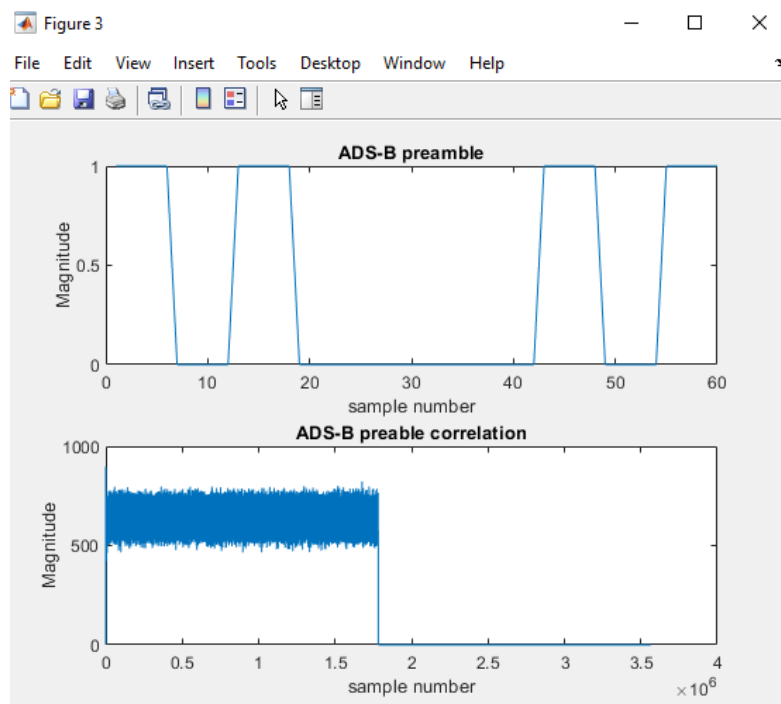 Figure 3
File Edit View Insert Tools Desktop Window Help
ADS-B preamble
1
0.5
0
Magnitude
0 10 20 30 40 50 60
sample number
ADS-B preable correlation
1000
500
0
Magnitude
0 0.5 1 1.5 2 2.5 3 3.5 4
sample number
×10⁶